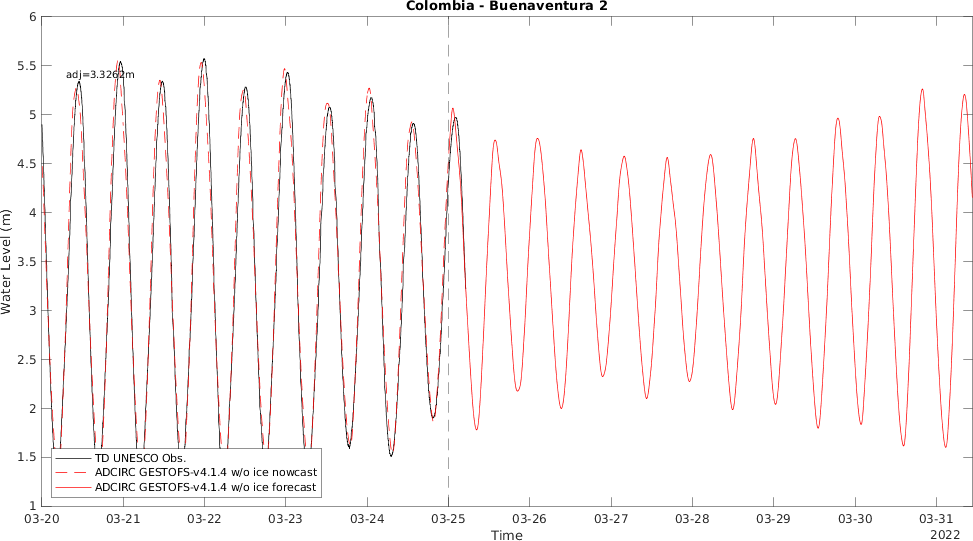 Colombia - Buenaventura 2
6
5.5
5
4.5
4
3.5
3
2.5
2
1.5
1
Water Level (m)
adj=3.3262m
TD UNESCO Obs.
ADCIRC GESTOFS-v4.1.4 w/o ice nowcast
ADCIRC GESTOFS-v4.1.4 w/o ice forecast
03-20 03-21 03-22 03-23 03-24 03-25 03-26 03-27 03-28 03-29 03-30 03-31
Time
2022